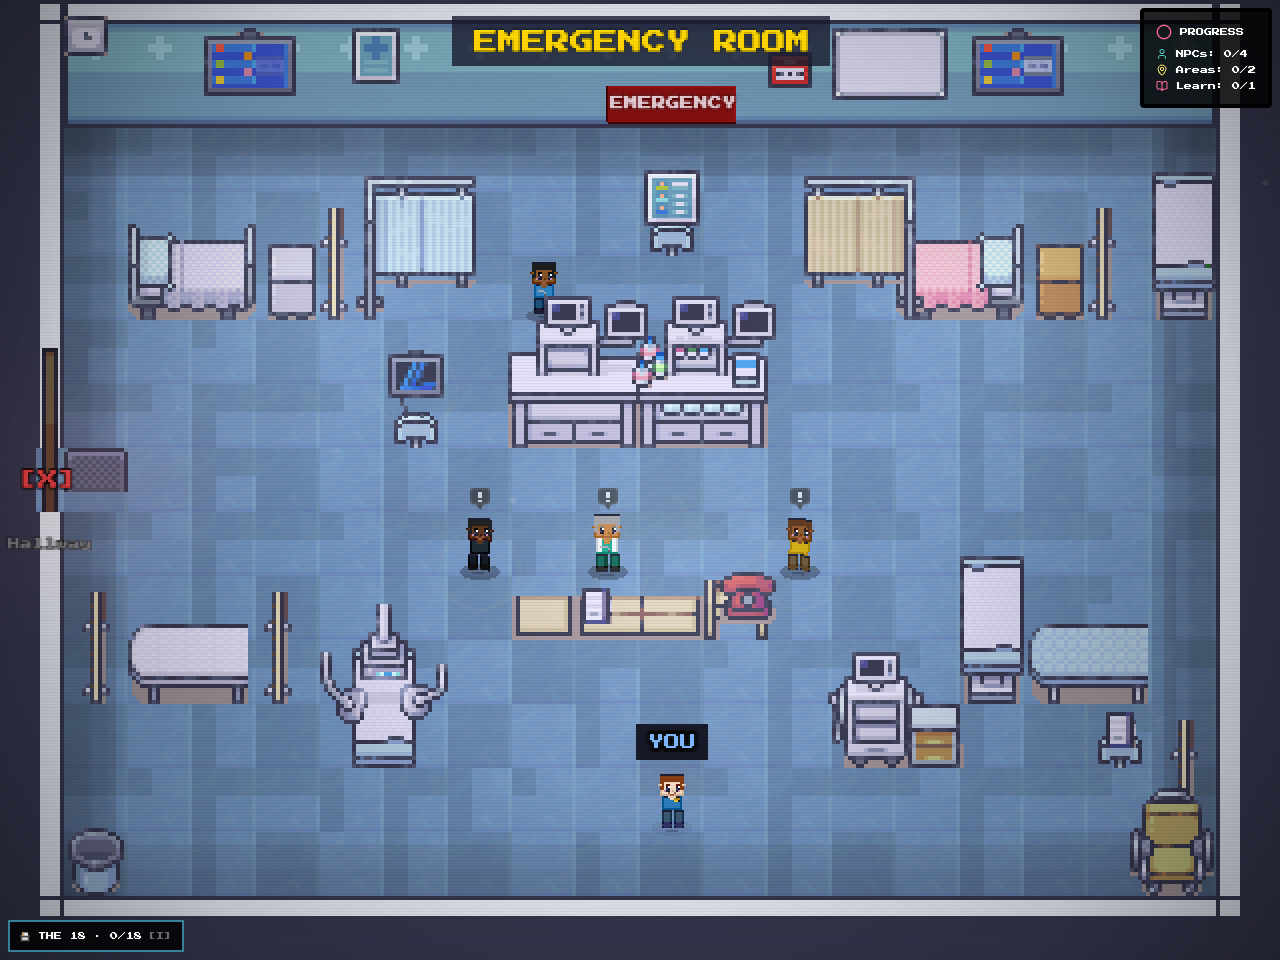 EMERGENCY ROOM
EMERGENCY
PROGRESS
NPCs: 0/4
Areas: 0/2
Learn: 0/1
[X]
Hallway
YOU
THE 18 · 0/18 [I]